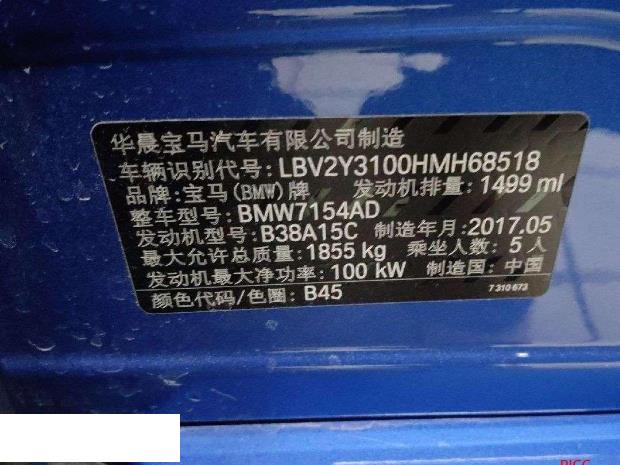 华晨宝马汽车有限公司制造
车辆识别代号: LBV2Y3100HMH68518
品牌: 宝马(BMW)牌 发动机排量: 1499 ml
整车型号: BMW7154AD
发动机型号: B38A15C 制造年月: 2017.05
最大允许总质量: 1855 kg 乘坐人数: 5 人
发动机最大净功率: 100 kW 制造国: 中国
颜色代码/色圈: B45 7 310 673
PICC